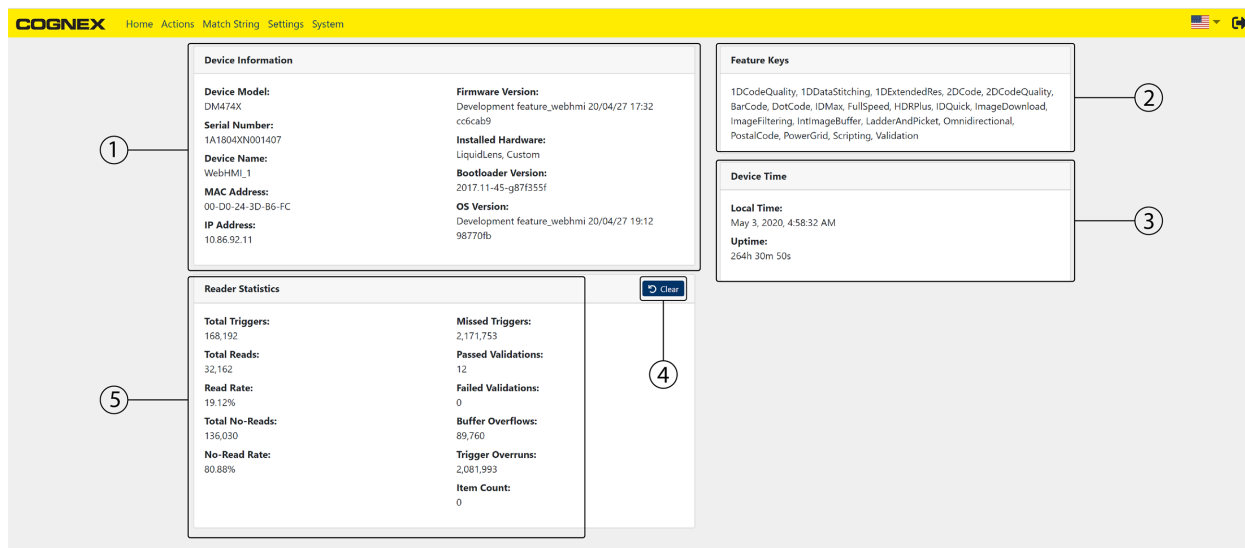 COGNEX Home Actions Match String Settings System
Device Information
Device Model:
DM474X
Serial Number:
1A1804XN001407
Device Name:
WebHMI_1
MAC Address:
00-D0-24-3D-B6-FC
IP Address:
10.86.92.11
Firmware Version:
Development feature_webhmi 20/04/27 17:32
cc6cab9
Installed Hardware:
LiquidLens, Custom
Bootloader Version:
2017.11-45-g87f355f
OS Version:
Development feature_webhmi 20/04/27 19:12
98770fb
1
Feature Keys
1DCodeQuality, 1DDataStitching, 1DExtendedRes, 2DCode, 2DCodeQuality,
BarCode, DotCode, IDMax, FullSpeed, HDRPlus, IDQuick, ImageDownload,
ImageFiltering, IntImageBuffer, LadderAndPicket, Omnidirectional,
PostalCode, PowerGrid, Scripting, Validation
2
Device Time
Local Time:
May 3, 2020, 4:58:32 AM
Uptime:
264h 30m 50s
3
Reader Statistics
Clear
4
Total Triggers:
168,192
Total Reads:
32,162
Read Rate:
19.12%
Total No-Reads:
136,030
No-Read Rate:
80.88%
Missed Triggers:
2,171,753
Passed Validations:
12
Failed Validations:
0
Buffer Overflows:
89,760
Trigger Overruns:
2,081,993
Item Count:
0
5